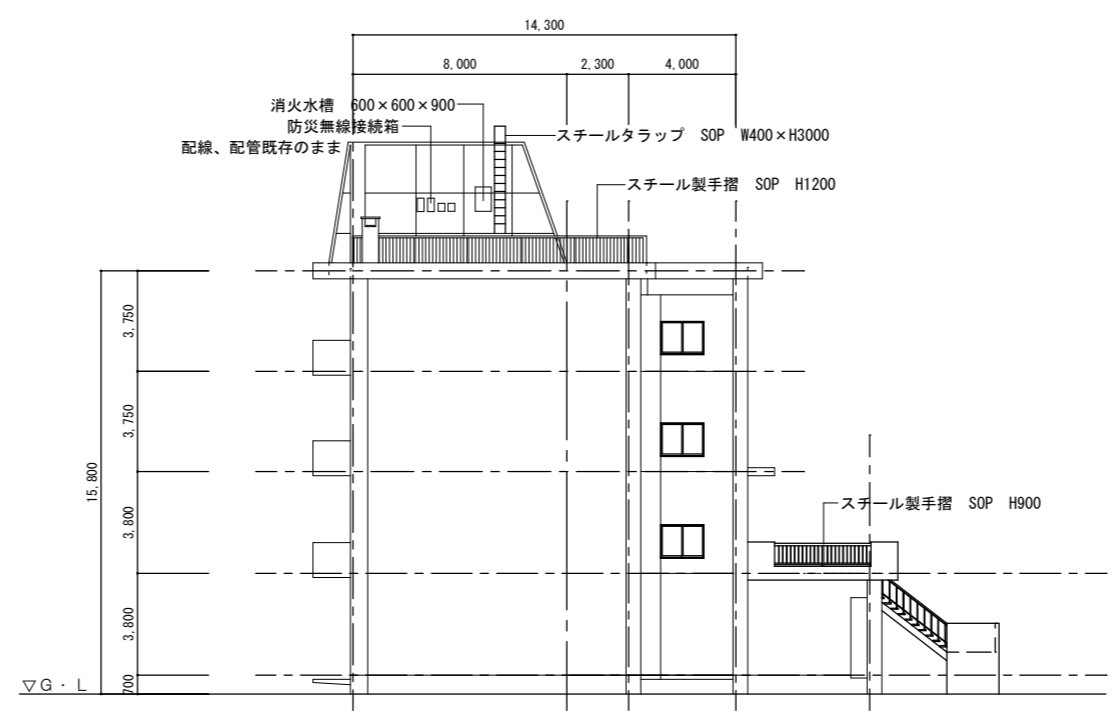 14,300
8,000
2,300
4,000
消火水槽 600×600×900
防災無線接続箱
配線、配管既存のまま
スチールタラップ SOP W400×H3000
スチール製手摺 SOP H1200
3,750
3,750
15,800
3,800
スチール製手摺 SOP H900
3,800
700
▽G・L